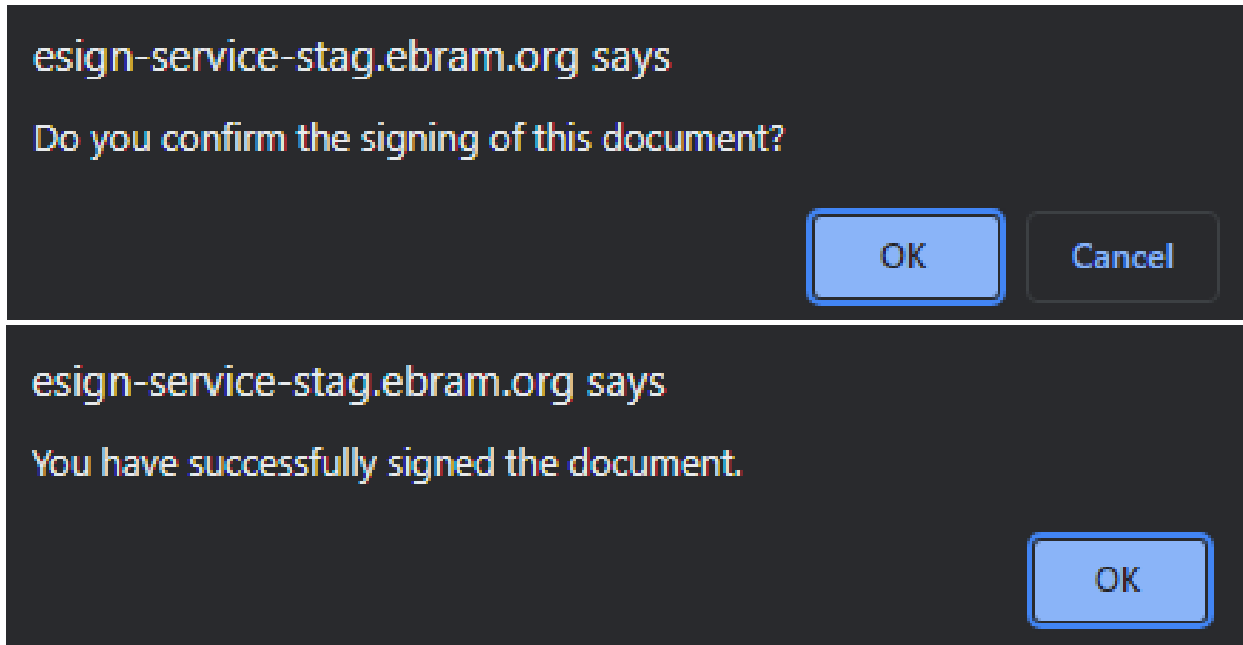 esign-service-stag.ebram.org says
Do you confirm the signing of this document?
OK Cancel
esign-service-stag.ebram.org says
You have successfully signed the document.
OK